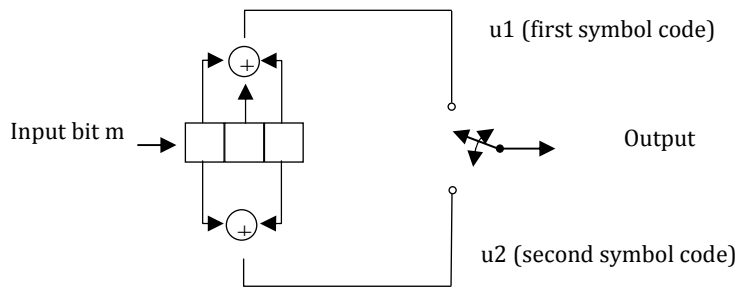 u1 (first symbol code)
+
Input bit m
Output
+
u2 (second symbol code)